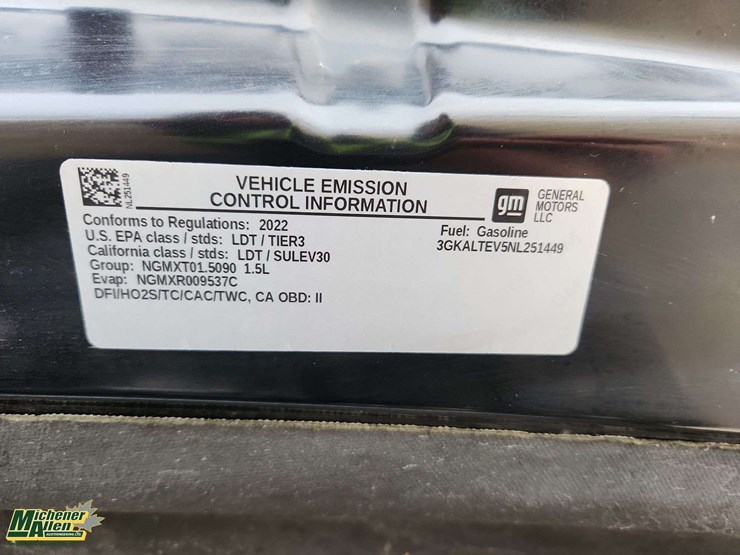 NL251449
VEHICLE EMISSION
CONTROL INFORMATION
gm
GENERAL
MOTORS
LLC
Conforms to Regulations: 2022
U.S. EPA class / stds: LDT / TIER3
California class / stds: LDT / SULEV30
Group: NGMXT01.5090 1.5L
Evap: NGMXR009537C
DFI/HO2S/TC/CAC/TWC, CA OBD: II
Fuel: Gasoline
3GKALTEV5NL251449
Michener
Allen
AUCTIONEERING LTD.